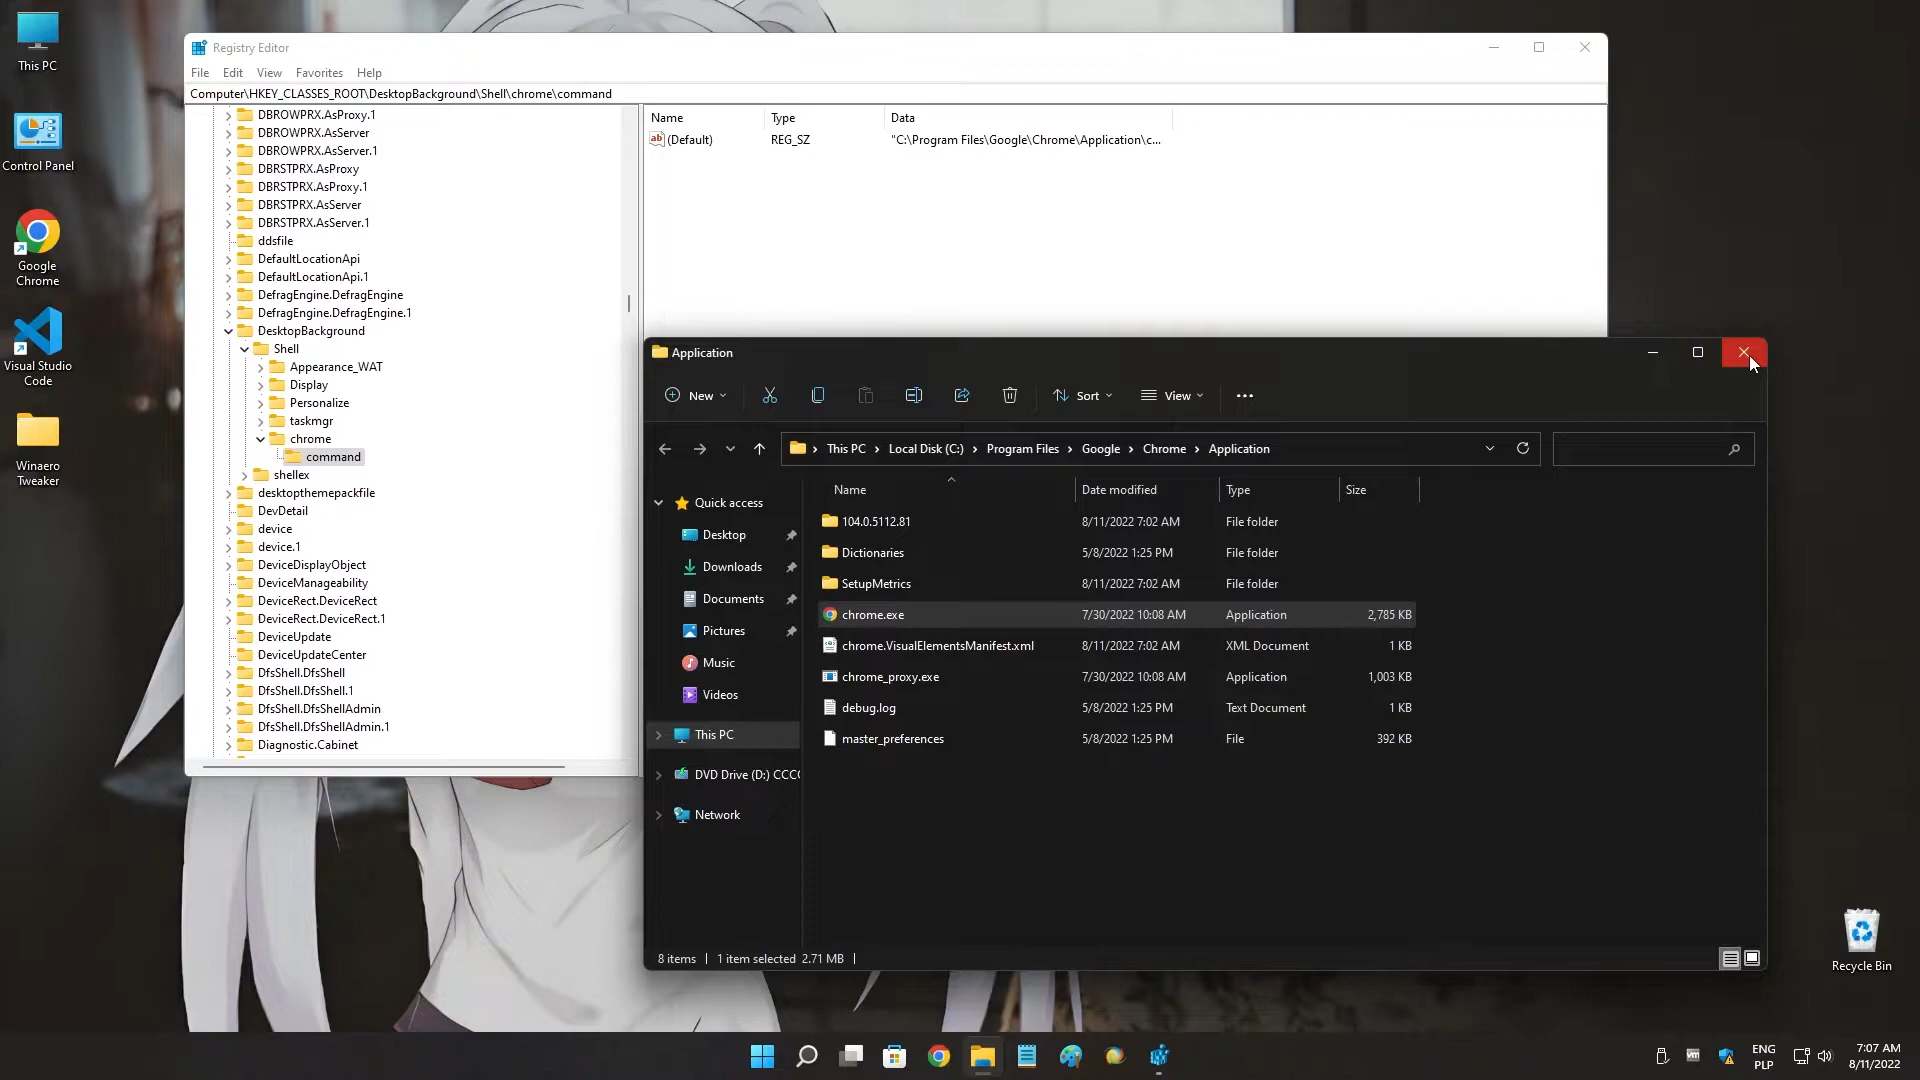 This PC
Control Panel
Google
Chrome
Visual Studio
Code
Winaero
Tweaker
Registry Editor
File Edit View Favorites Help
Computer\HKEY_CLASSES_ROOT\DesktopBackground\Shell\chrome\command
DBROWPRX.AsProxy.1
DBROWPRX.AsServer
DBROWPRX.AsServer.1
DBRSTPRX.AsProxy
DBRSTPRX.AsProxy.1
DBRSTPRX.AsServer
DBRSTPRX.AsServer.1
ddsfile
DefaultLocationApi
DefaultLocationApi.1
DefragEngine.DefragEngine
DefragEngine.DefragEngine.1
DesktopBackground
Shell
Appearance_WAT
Display
Personalize
taskmgr
chrome
command
shellex
desktopthemepackfile
DevDetail
device
device.1
DeviceDisplayObject
DeviceManageability
DeviceRect.DeviceRect
DeviceRect.DeviceRect.1
DeviceUpdate
DeviceUpdateCenter
DfsShell.DfsShell
DfsShell.DfsShell.1
DfsShell.DfsShellAdmin
DfsShell.DfsShellAdmin.1
Diagnostic.Cabinet
Name Type Data
ab (Default) REG_SZ "C:\Program Files\Google\Chrome\Application\c...
Application
New Sort View
This PC Local Disk (C:) Program Files Google Chrome Application
Quick access
Desktop
Downloads
Documents
Pictures
Music
Videos
This PC
DVD Drive (D:) CCC
Network
Name Date modified Type Size
104.0.5112.81 8/11/2022 7:02 AM File folder
Dictionaries 5/8/2022 1:25 PM File folder
SetupMetrics 8/11/2022 7:02 AM File folder
chrome.exe 7/30/2022 10:08 AM Application 2,785 KB
chrome.VisualElementsManifest.xml 8/11/2022 7:02 AM XML Document 1 KB
chrome_proxy.exe 7/30/2022 10:08 AM Application 1,003 KB
debug.log 5/8/2022 1:25 PM Text Document 1 KB
master_preferences 5/8/2022 1:25 PM File 392 KB
8 items 1 item selected 2.71 MB
Recycle Bin
vm
ENG
PLP
7:07 AM
8/11/2022